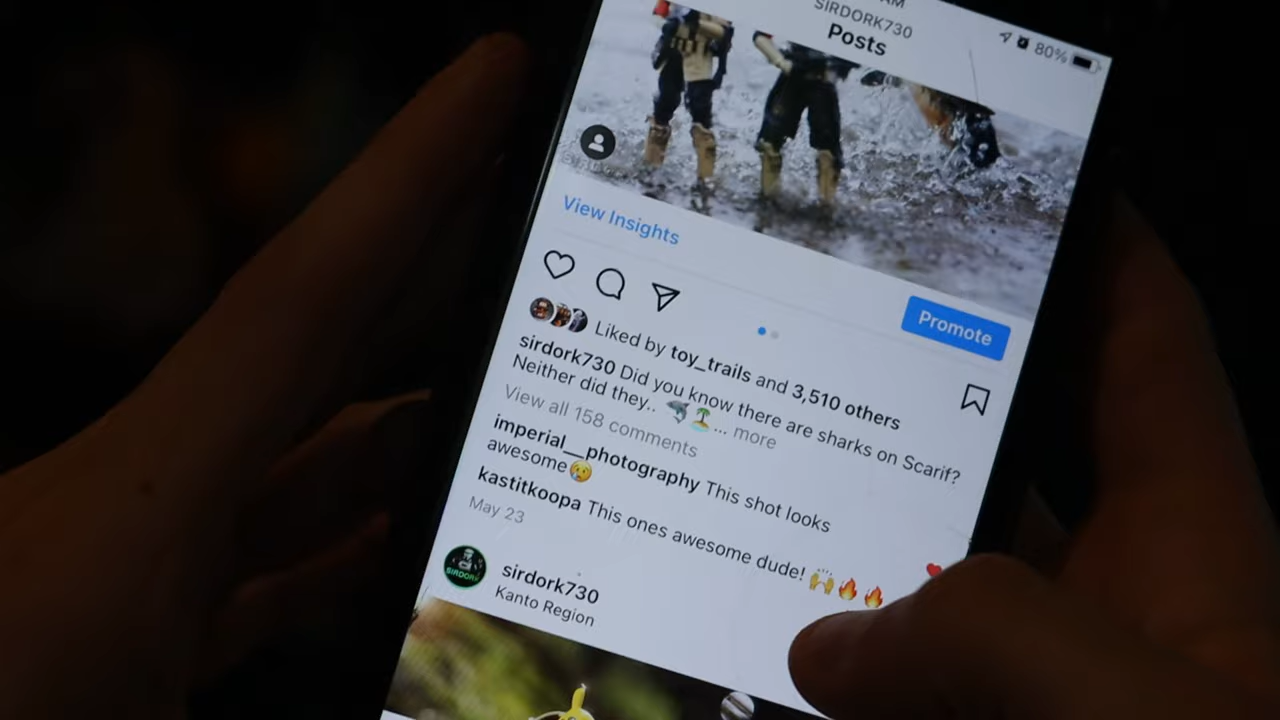 AM
SIRDORK730
80%
Posts
View Insights
Promote
Liked by toy_trails and 3,510 others
sirdork730 Did you know there are sharks on Scarif?
Neither did they.. 🦈🏝️... more
View all 158 comments
imperial__photography This shot looks
awesome😢
kastitkoopa This ones awesome dude! 🙌🔥🔥
May 23
SIRDORK
sirdork730
Kanto Region